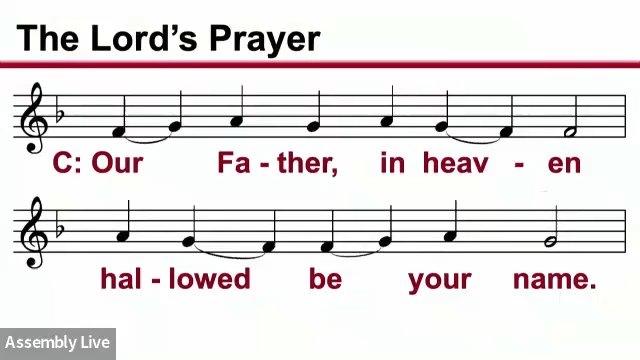 The Lord's Prayer
C: Our Fa - ther, in heav - en
hal - lowed be your name.
Assembly Live